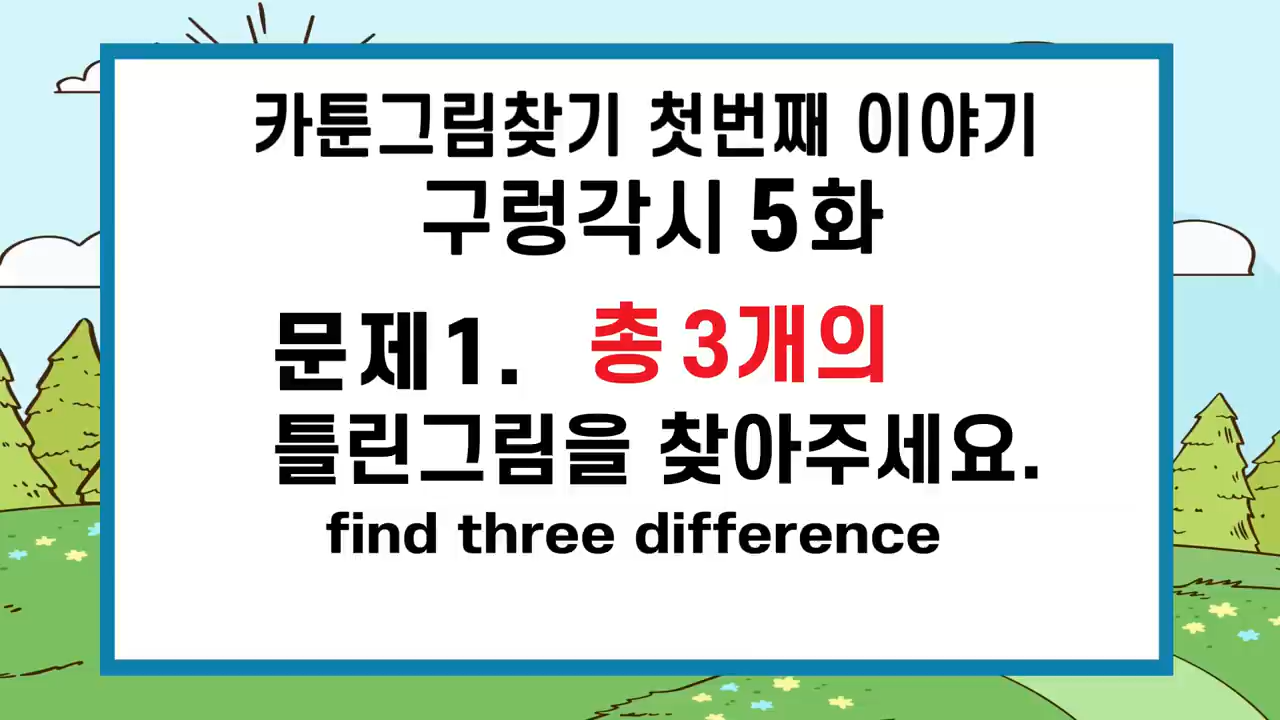 카툰그림찾기 첫번째 이야기
구렁각시 5화
문제1. 총 3개의
틀린그림을 찾아주세요.
find three difference